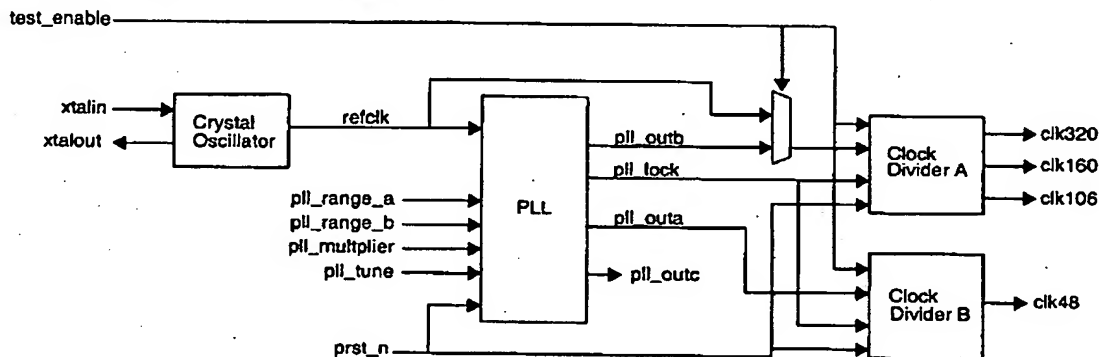 test_enable
xtalin
xtalout
Crystal
Oscillator
refclk
pll_range_a
pll_range_b
pll_multplier
pll_tune
prst_n
PLL
pll_outb
pll_lock
pll_outa
pll_outc
Clock
Divider A
clk320
clk160
clk106
Clock
Divider B
clk48